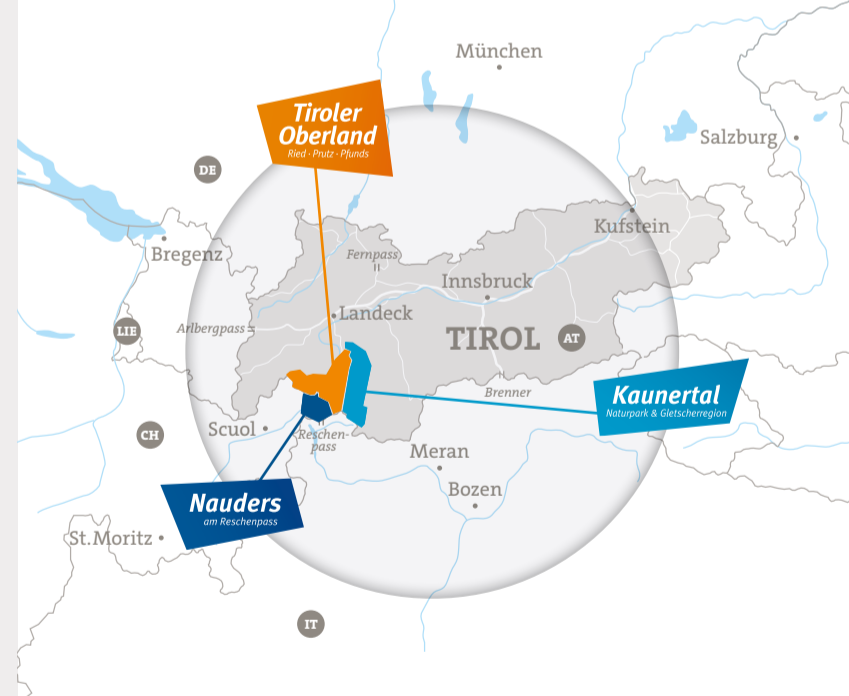 München
Tiroler
Oberland
Ried · Prutz · Pfunds
Salzburg
DE
Kufstein
Bregenz
Fernpass
Innsbruck
Landeck
Arlbergpass
LIE
TIROL
AT
Kaunertal
Naturpark & Gletscherregion
Brenner
CH
Scuol
Reschen-
pass
Meran
Bozen
Nauders
am Reschenpass
St.Moritz
IT